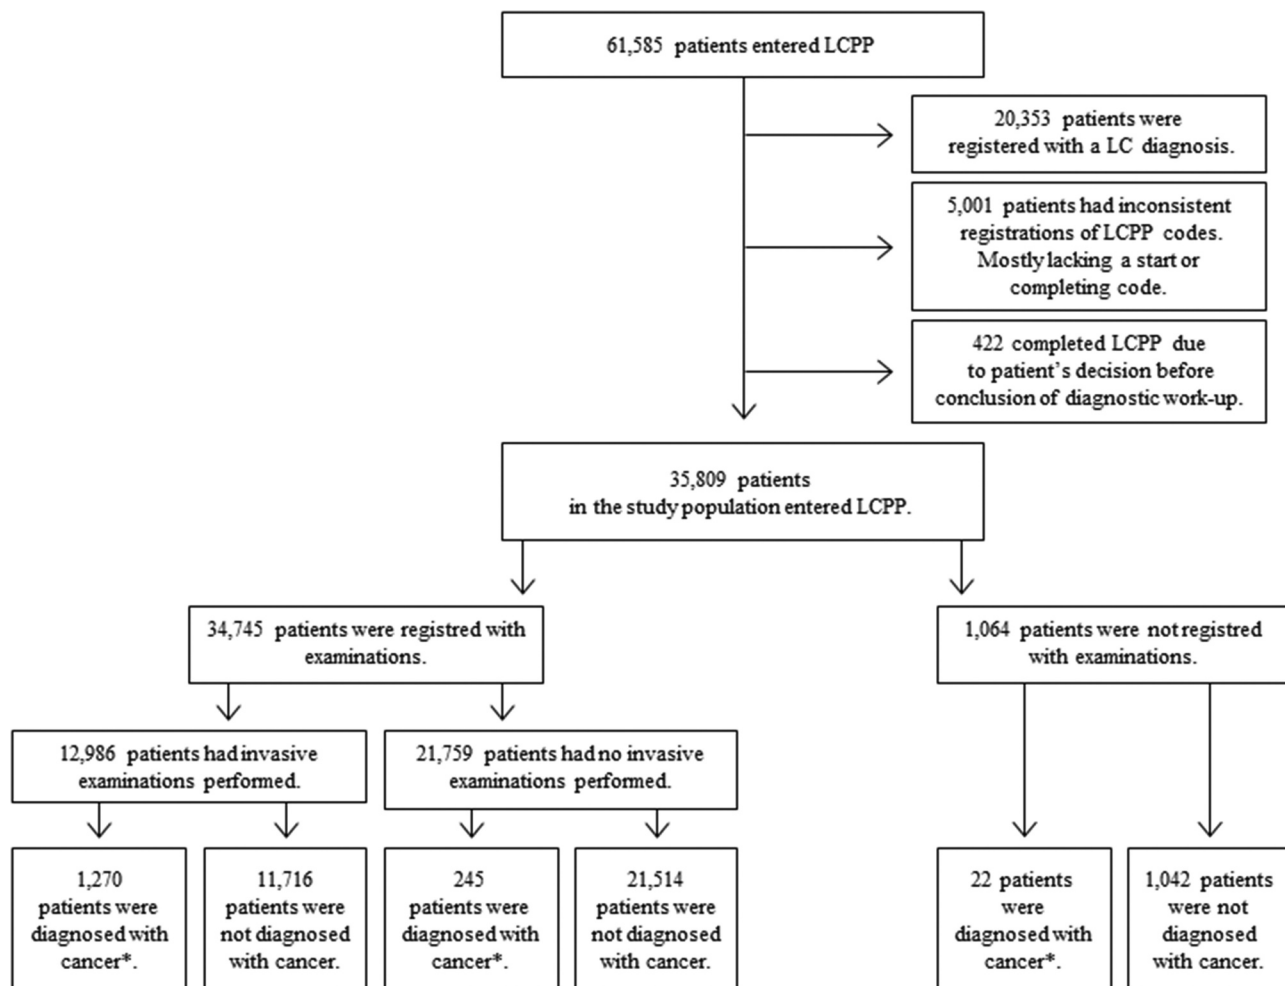 61,585 patients entered LCPP
20,353 patients were
registered with a LC diagnosis.
5,001 patients had inconsistent
registrations of LCPP codes.
Mostly lacking a start or
completing code.
422 completed LCPP due
to patient's decision before
conclusion of diagnostic work-up.
35,809 patients
in the study population entered LCPP.
34,745 patients were registred with
examinations.
1,064 patients were not registred
with examinations.
12,986 patients had invasive
examinations performed.
21,759 patients had no invasive
examinations performed.
1,270
patients were
diagnosed with
cancer*.
11,716
patients were
not diagnosed
with cancer.
245
patients were
diagnosed with
cancer*.
21,514
patients were
not diagnosed
with cancer.
22 patients
were
diagnosed with
cancer*.
1,042 patients
were not
diagnosed
with cancer.